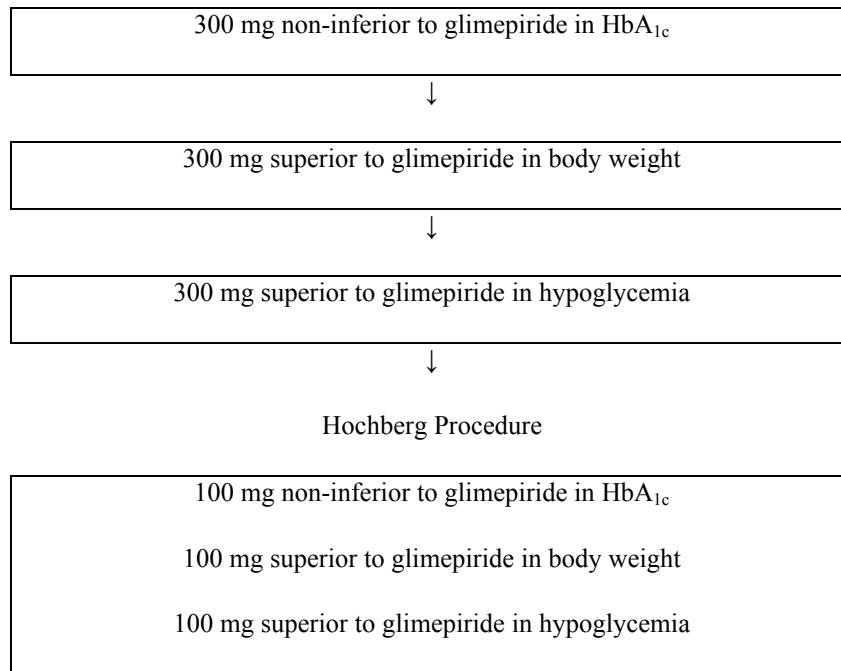 300 mg non-inferior to glimepiride in HbA₁c
↓
300 mg superior to glimepiride in body weight
↓
300 mg superior to glimepiride in hypoglycemia
↓
Hochberg Procedure
100 mg non-inferior to glimepiride in HbA₁c
100 mg superior to glimepiride in body weight
100 mg superior to glimepiride in hypoglycemia